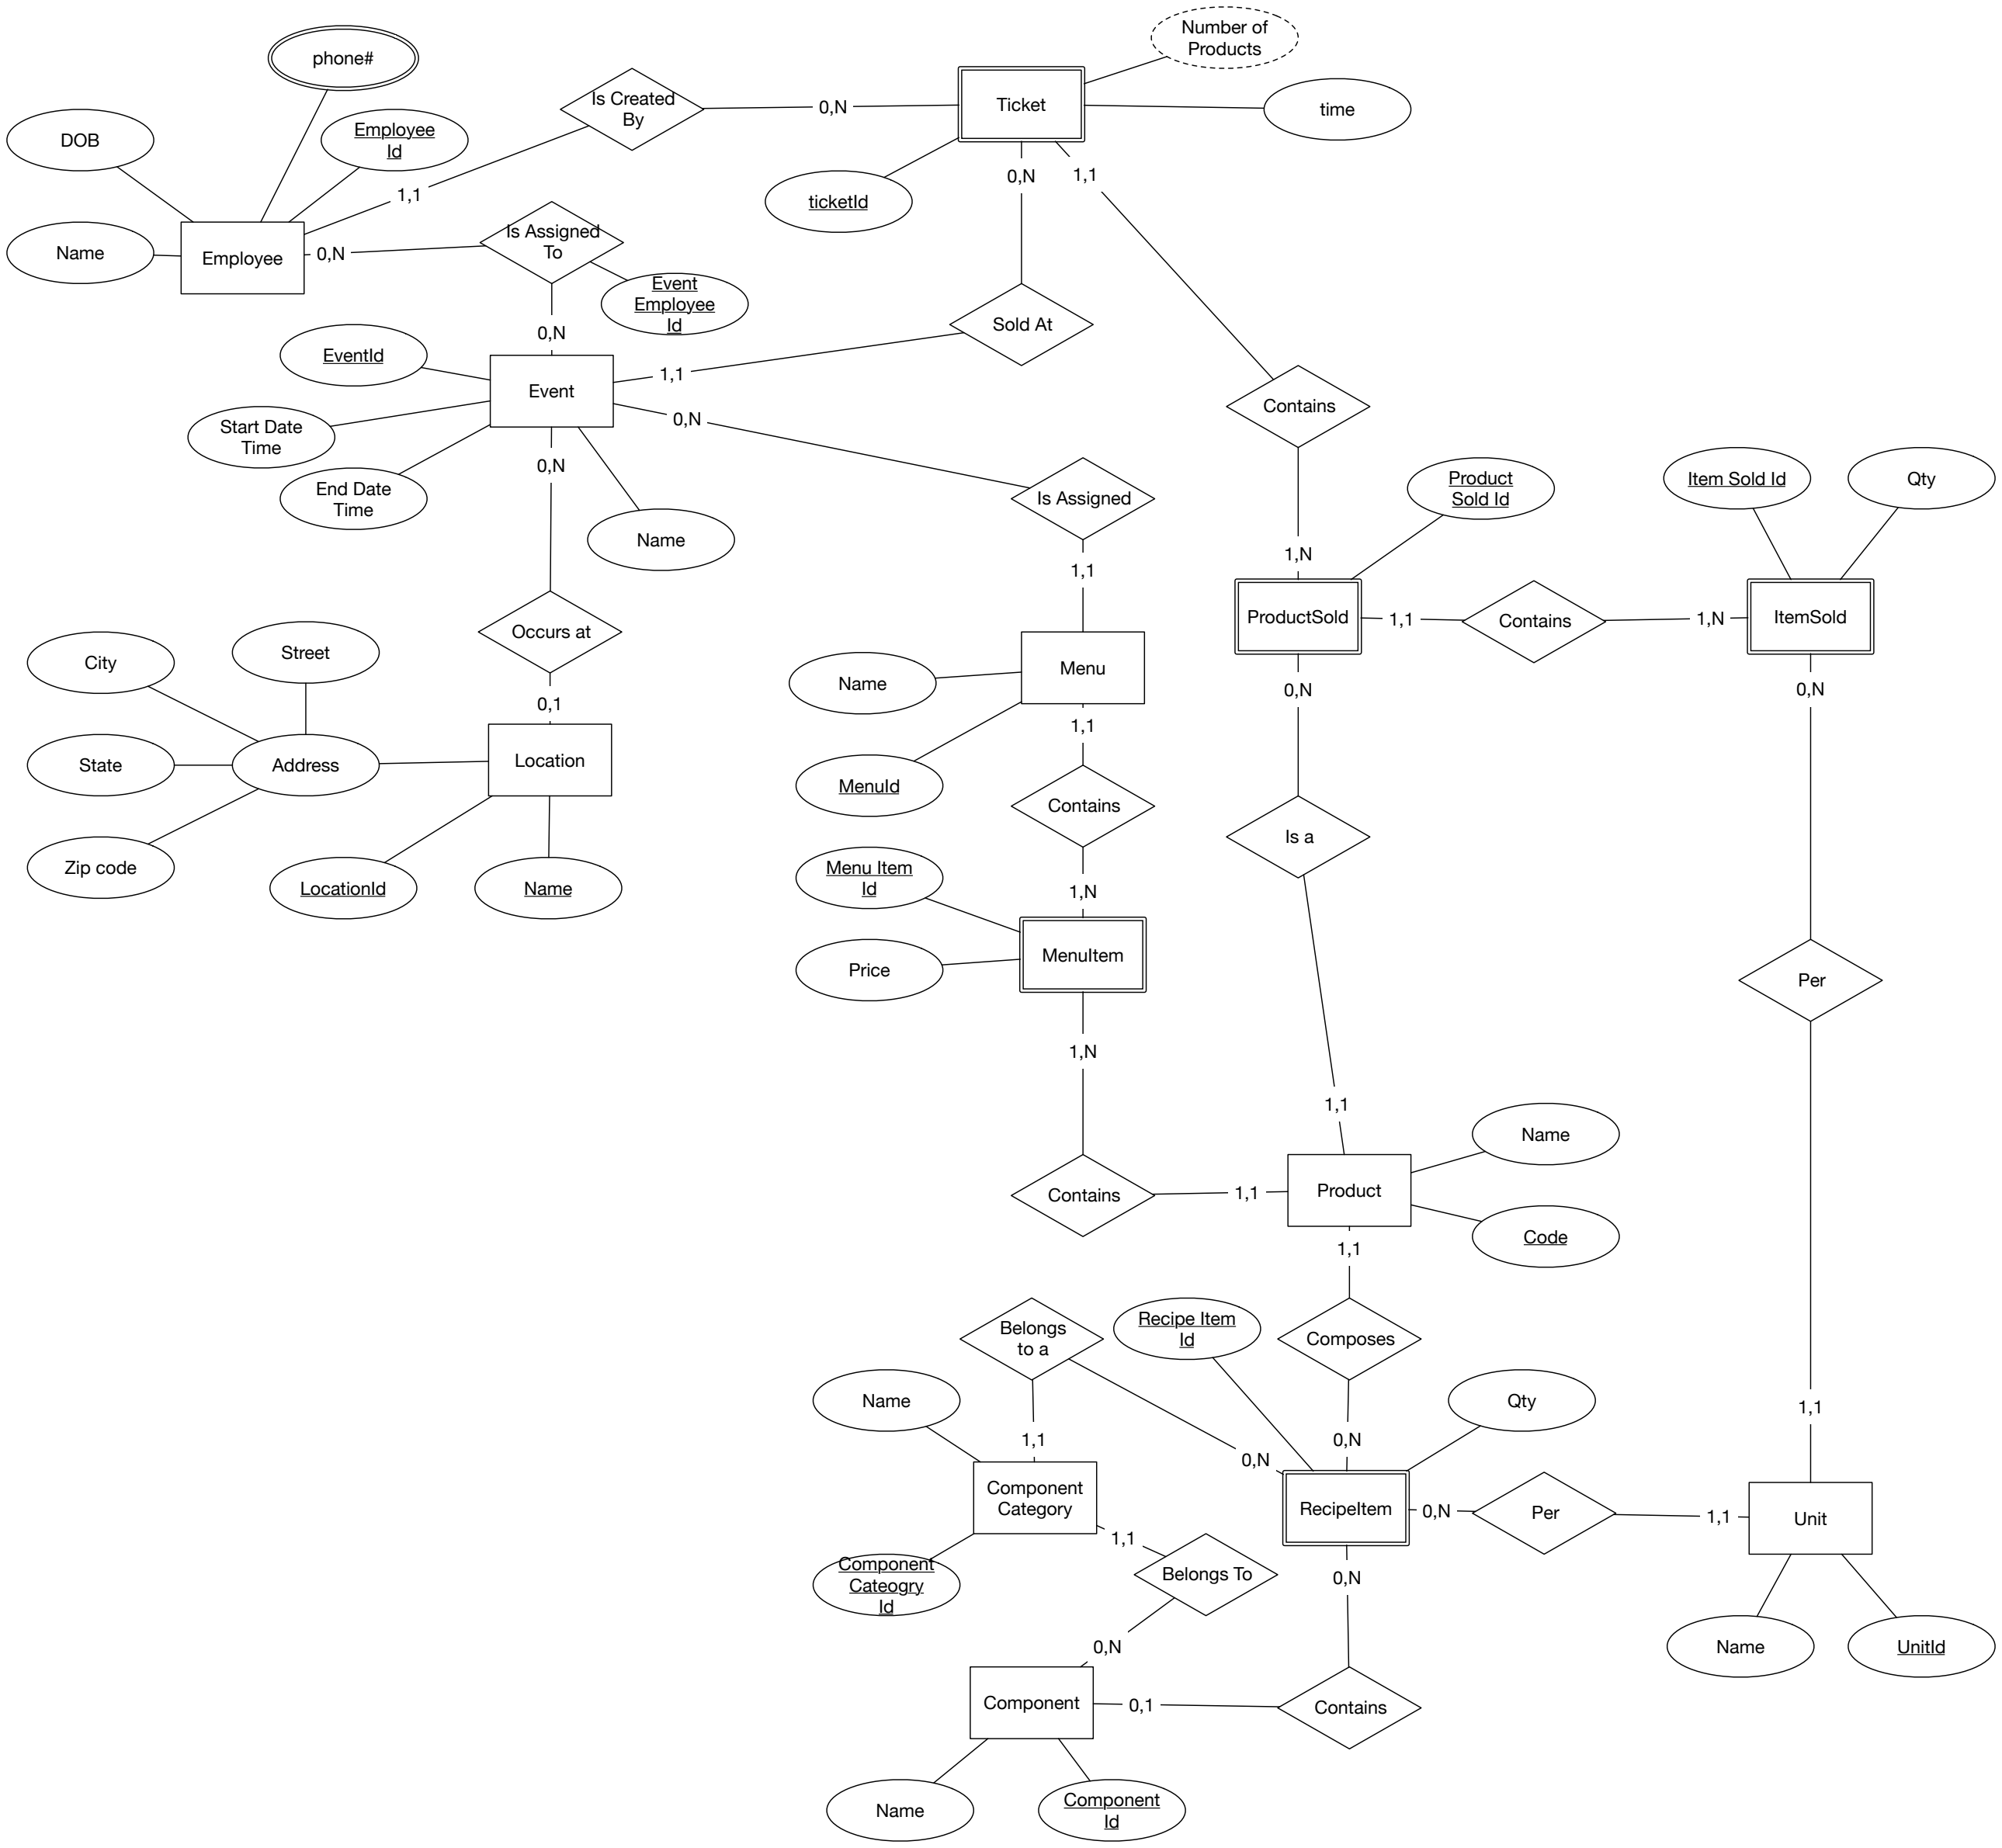 Number of
Products
phone#
Is Created
By
0,N
Ticket
time
DOB
Employee
Id
1,1
ticketId
0,N
1,1
Name
Employee
0,N
Is Assigned
To
Event
Employee
Id
0,N
Sold At
EventId
Event
1,1
0,N
Contains
Start Date
Time
End Date
Time
0,N
Name
Is Assigned
1,1
1,N
Product
Sold Id
Item Sold Id
Qty
ProductSold
1,1
Contains
1,N
ItemSold
City
Street
Occurs at
0,1
State
Address
Location
Zip code
LocationId
Name
Name
Menu
1,1
MenuId
Contains
0,N
0,N
Is a
Menu Item
Id
1,N
Price
MenuItem
Per
1,N
1,1
Contains
1,1
Product
Name
Code
1,1
Belongs
to a
Recipe Item
Id
Composes
Name
1,1
0,N
0,N
Qty
1,1
Component
Category
RecipeItem
0,N
Per
1,1
Unit
Component
Cateogry
Id
1,1
Belongs To
0,N
0,N
Name
UnitId
Component
0,1
Contains
Name
Component
Id